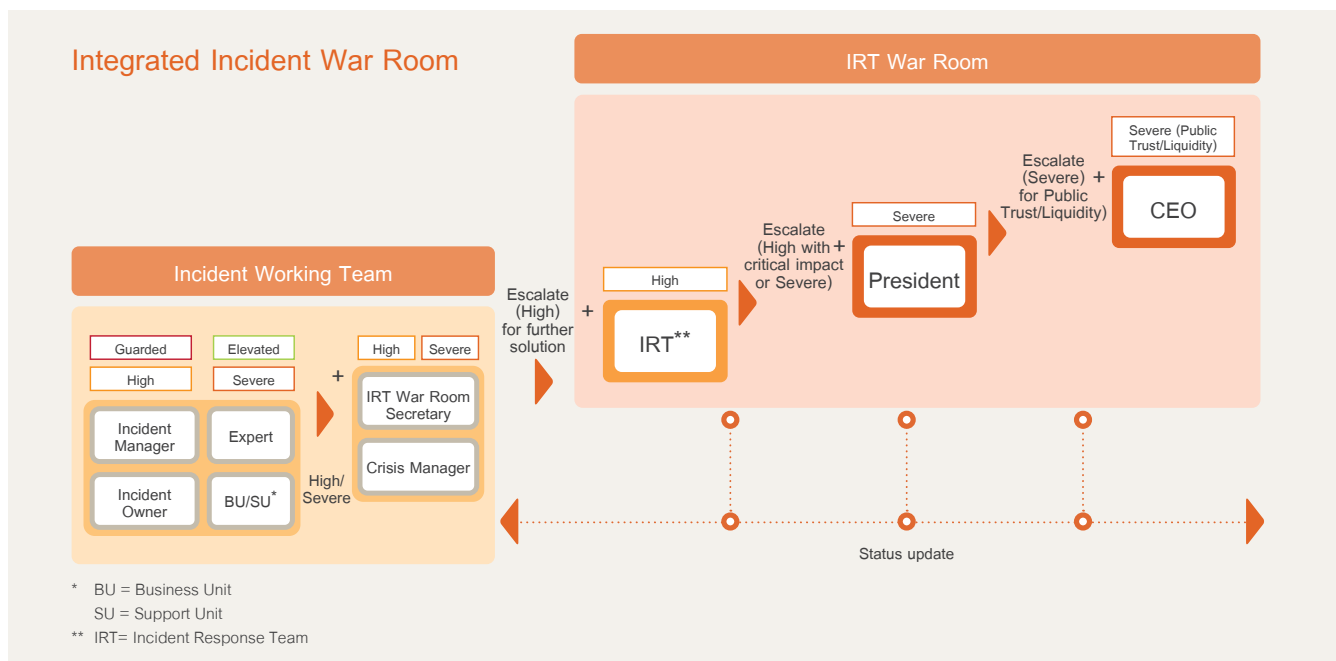 Integrated Incident War Room
IRT War Room
Incident Working Team
Guarded
Elevated
High
Severe
Incident
Manager
Expert
Incident
Owner
BU/SU*
High/
Severe
+
High
Severe
IRT War Room
Secretary
Crisis Manager
Escalate
(High)
for further
solution
+
High
IRT**
Escalate
(High with
critical impact
or Severe)
+
Severe
President
Escalate
(Severe)
for Public
Trust/Liquidity)
+
Severe (Public
Trust/Liquidity)
CEO
Status update
* BU = Business Unit
SU = Support Unit
** IRT= Incident Response Team